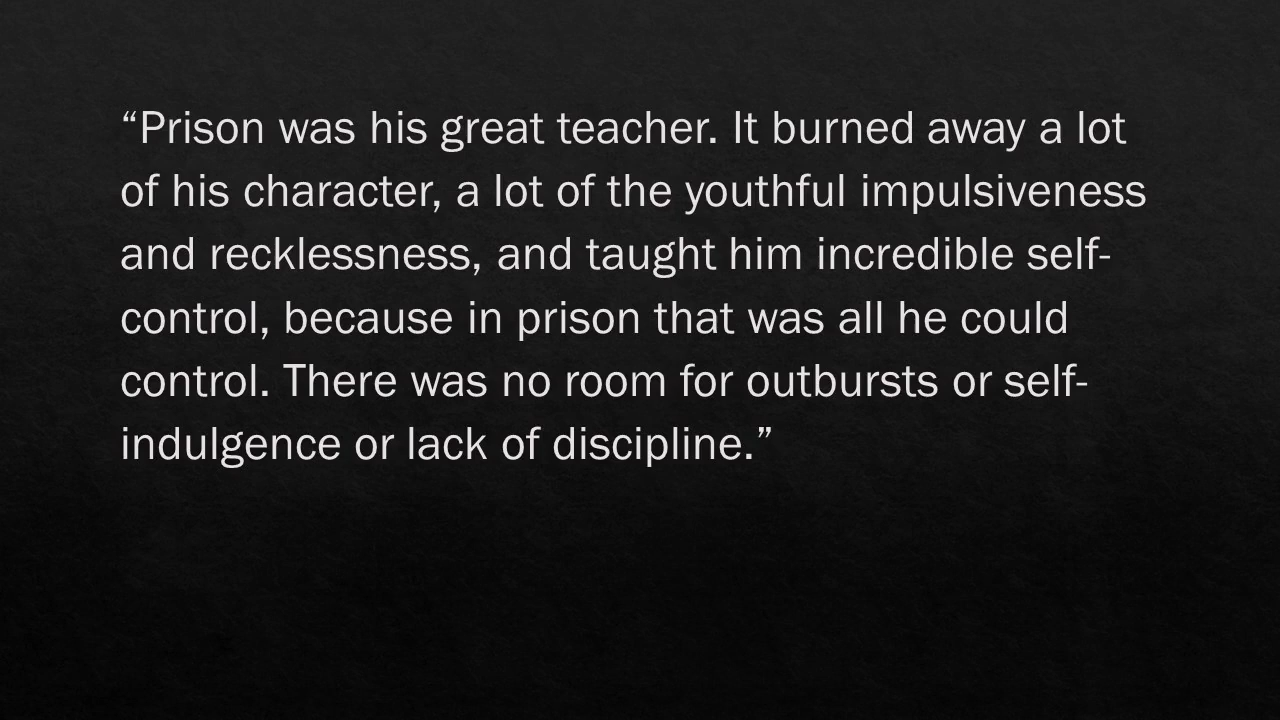 “Prison was his great teacher. It burned away a lot
of his character, a lot of the youthful impulsiveness
and recklessness, and taught him incredible self-
control, because in prison that was all he could
control. There was no room for outbursts or self-
indulgence or lack of discipline.”